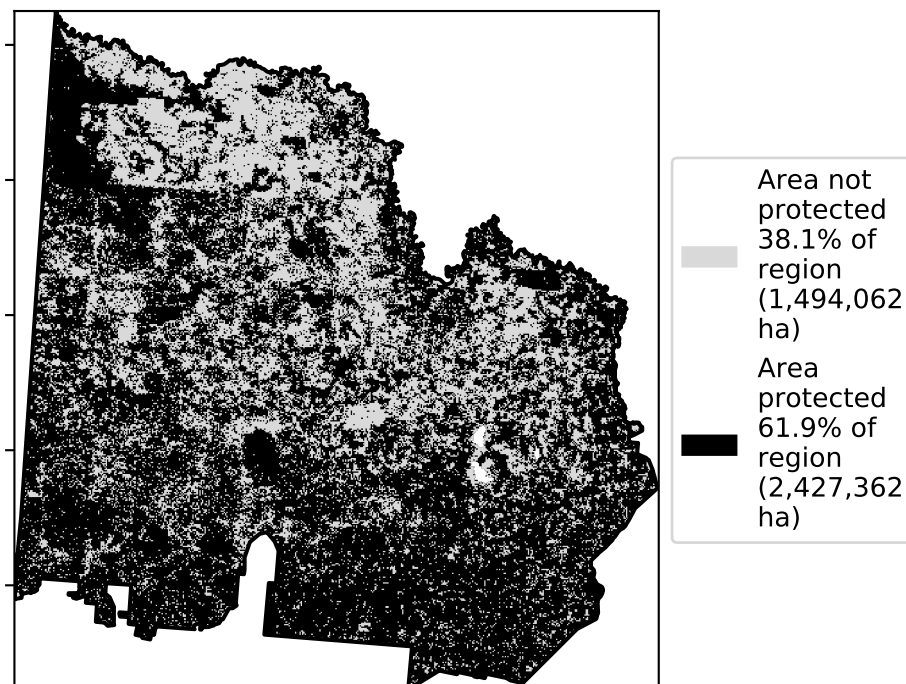 Area not
protected
38.1% of
region
(1,494,062
ha)
Area
protected
61.9% of
region
(2,427,362
ha)